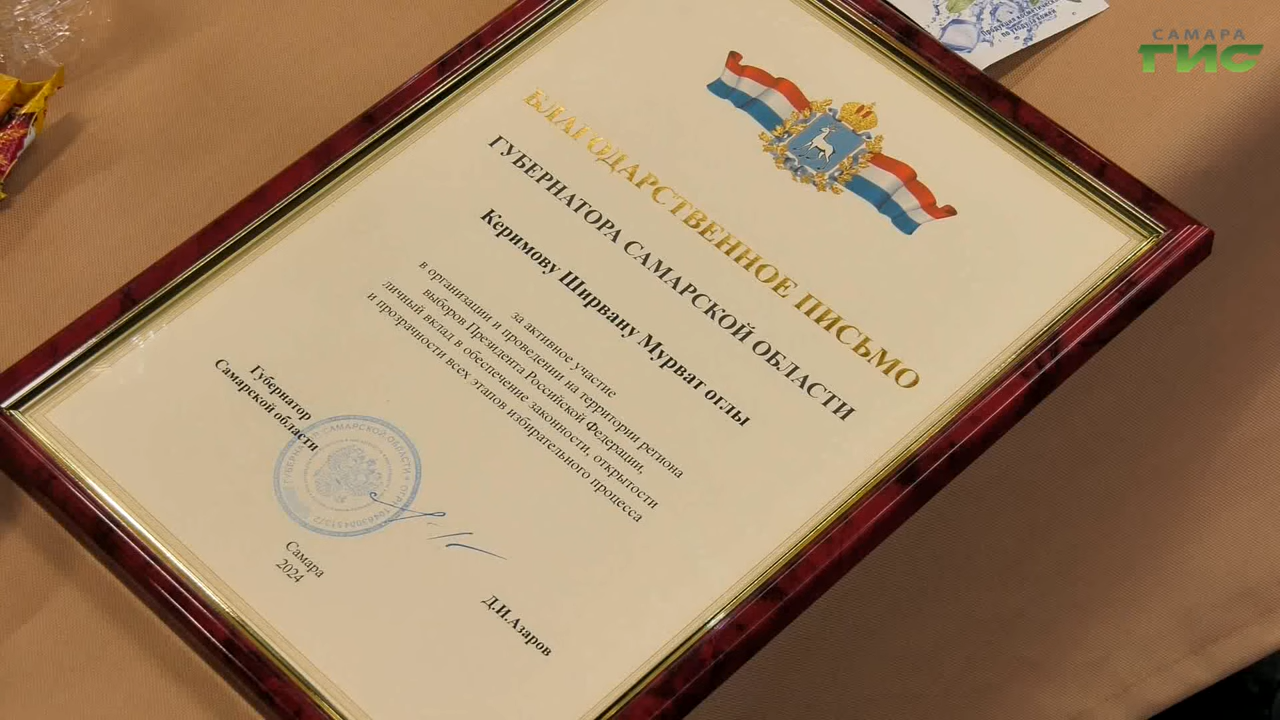 САМАРА
ГИС
БЛАГОДАРСТВЕННОЕ ПИСЬМО
ГУБЕРНАТОРА САМАРСКОЙ ОБЛАСТИ
Керимову Ширвану Мурват оглы
за активное участие
в организации и проведении на территории региона
выборов Президента Российской Федерации,
личный вклад в обеспечение законности, открытости
и прозрачности всех этапов избирательного процесса
Губернатор
Самарской области
Самара
2024
Д.И.Азаров